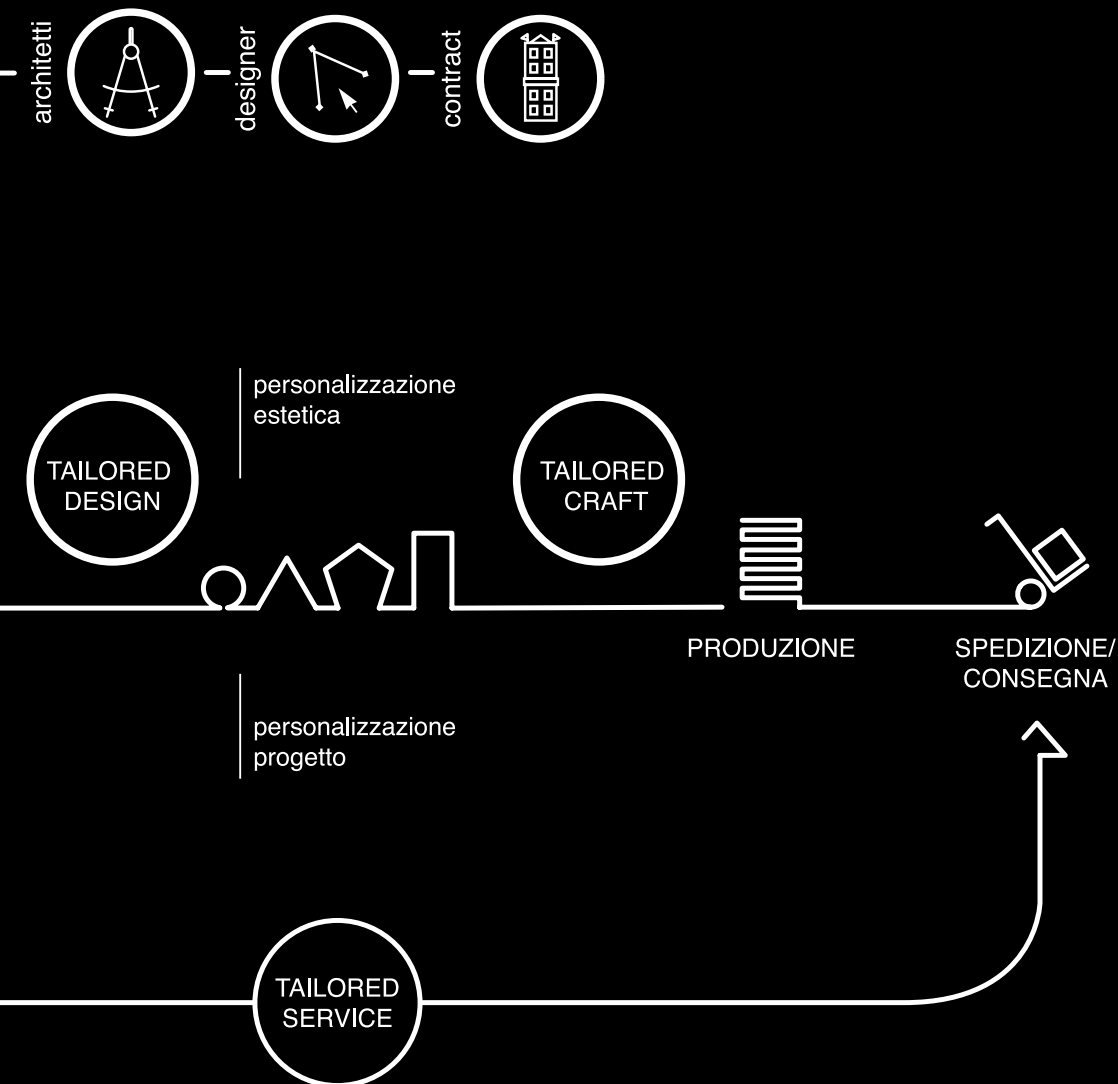 architetti
designer
contract
personalizzazione
estetica
TAILORED
DESIGN
TAILORED
CRAFT
PRODUZIONE
SPEDIZIONE/
CONSEGNA
personalizzazione
progetto
TAILORED
SERVICE